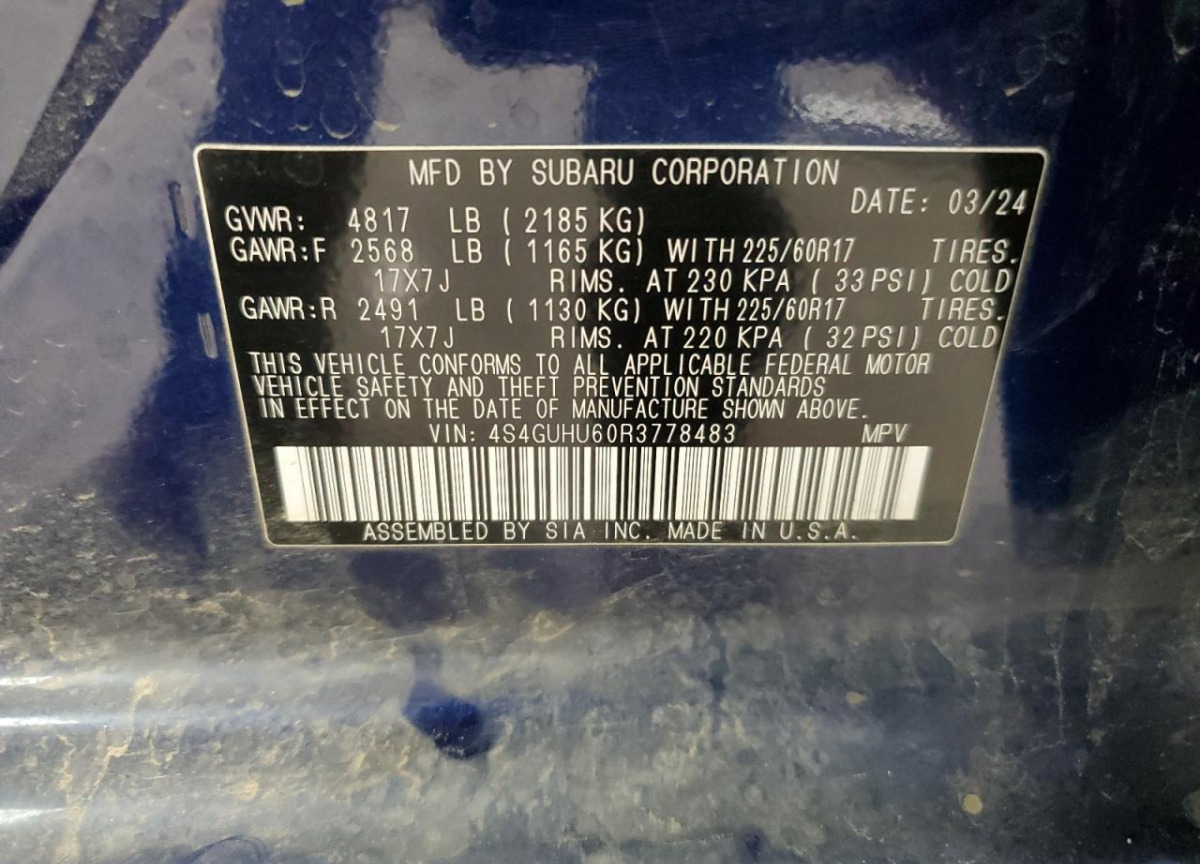 MFD BY SUBARU CORPORATION
DATE: 03/24
GVWR: 4817 LB ( 2185 KG)
GAWR:F 2568 LB ( 1165 KG) WITH 225/60R17 TIRES.
17X7J RIMS. AT 230 KPA ( 33 PSI) COLD
GAWR:R 2491 LB ( 1130 KG) WITH 225/60R17 TIRES.
17X7J RIMS. AT 220 KPA ( 32 PSI) COLD
THIS VEHICLE CONFORMS TO ALL APPLICABLE FEDERAL MOTOR
VEHICLE SAFETY AND THEFT PREVENTION STANDARDS
IN EFFECT ON THE DATE OF MANUFACTURE SHOWN ABOVE.
VIN: 4S4GUHU60R3778483 MPV
ASSEMBLED BY SIA INC. MADE IN U.S.A.